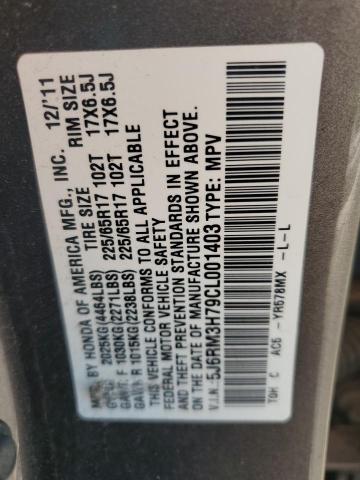 MFD. BY HONDA OF AMERICA MFG., INC. 12/'11
TIRE SIZE RIM SIZE
2025KG(4464LBS)
GAWR F 1030KG(2271LBS) 225/65R17 102T 17X6.5J
GAWR R 1015KG(2238LBS) 225/65R17 102T 17X6.5J
THIS VEHICLE CONFORMS TO ALL APPLICABLE
FEDERAL MOTOR VEHICLE SAFETY
AND THEFT PREVENTION STANDARDS IN EFFECT
ON THE DATE OF MANUFACTURE SHOWN ABOVE.
V.I.N.: 5J6RM3H79CL001403 TYPE: MPV
TOH C AC6 -YR578MX -L-L